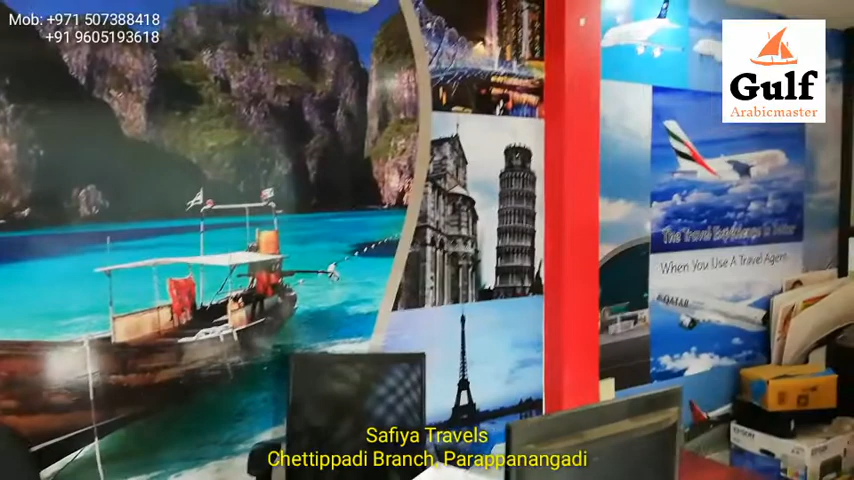 Mob: +971 507388418
+91 9605193618
Gulf
Arabicmaster
The Travel Experience Is Better
When You Use A Travel Agent
QATAR
EPSON
Safiya Travels
Chettippadi Branch, Parappanangadi